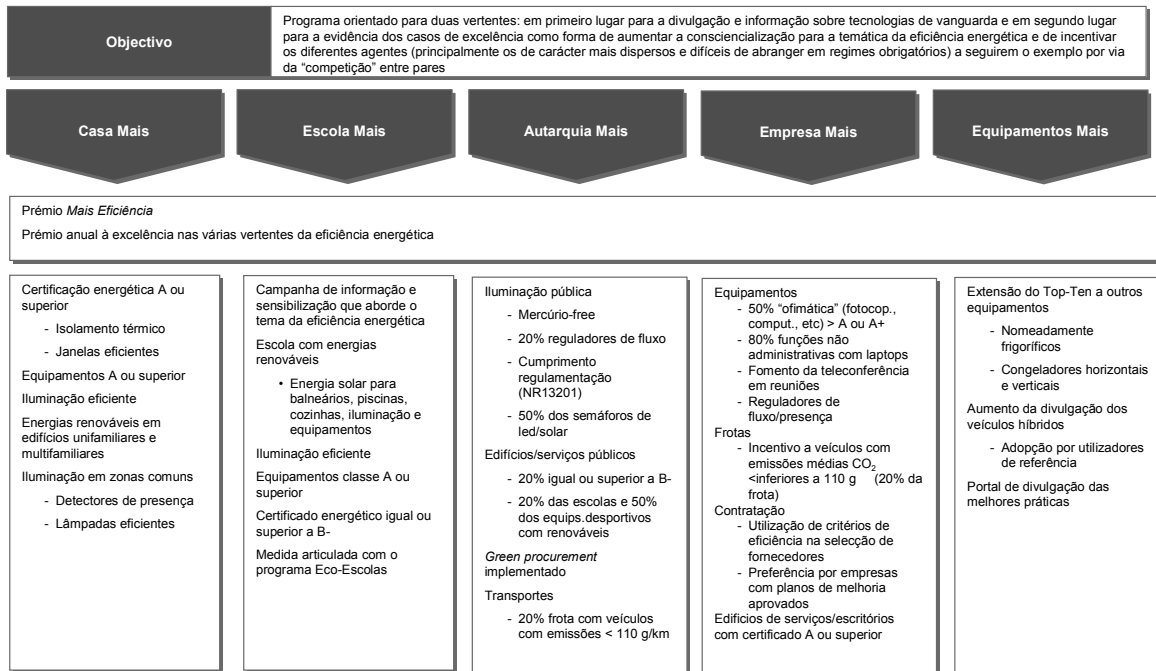 Objectivo
Programa orientado para duas vertentes: em primeiro lugar para a divulgação e informação sobre tecnologias de vanguarda e em segundo lugar
para a evidência dos casos de excelência como forma de aumentar a consciencialização para a temática da eficiência energética e de incentivar
os diferentes agentes (principalmente os de carácter mais dispersos e difíceis de abranger em regimes obrigatórios) a seguirem o exemplo por via
da “competição” entre pares
Casa Mais
Escola Mais
Autarquia Mais
Empresa Mais
Equipamentos Mais
Prémio Mais Eficiência
Prémio anual à excelência nas várias vertentes da eficiência energética
Certificação energética A ou
superior
- Isolamento térmico
- Janelas eficientes
Equipamentos A ou superior
Iluminação eficiente
Energias renováveis em
edifícios unifamiliares e
multifamiliares
Iluminação em zonas comuns
- Detectores de presença
- Lâmpadas eficientes
Campanha de informação e
sensibilização que aborde o
tema da eficiência energética
Escola com energias
renováveis
• Energia solar para
balneários, piscinas,
cozinhas, iluminação e
equipamentos
Iluminação eficiente
Equipamentos classe A ou
superior
Certificado energético igual ou
superior a B-
Medida articulada com o
programa Eco-Escolas
Iluminação pública
- Mercúrio-free
- 20% reguladores de fluxo
- Cumprimento
regulamentação
(NR13201)
- 50% dos semáforos de
led/solar
Edifícios/serviços públicos
- 20% igual ou superior a B-
- 20% das escolas e 50%
dos equips.desportivos
com renováveis
Green procurement
implementado
Transportes
- 20% frota com veículos
com emissões < 110 g/km
Equipamentos
- 50% “ofimática” (fotocop.,
comput., etc) > A ou A+
- 80% funções não
administrativas com laptops
- Fomento da teleconferência
em reuniões
- Reguladores de
fluxo/presença
Frotas
- Incentivo a veículos com
emissões médias CO2
<inferiores a 110 g (20% da
frota)
Contratação
- Utilização de critérios de
eficiência na selecção de
fornecedores
- Preferência por empresas
com planos de melhoria
aprovados
Edificios de serviços/escritórios
com certificado A ou superior
Extensão do Top-Ten a outros
equipamentos
- Nomeadamente
frigoríficos
- Congeladores horizontais
e verticais
Aumento da divulgação dos
veículos híbridos
- Adopção por utilizadores
de referência
Portal de divulgação das
melhores práticas